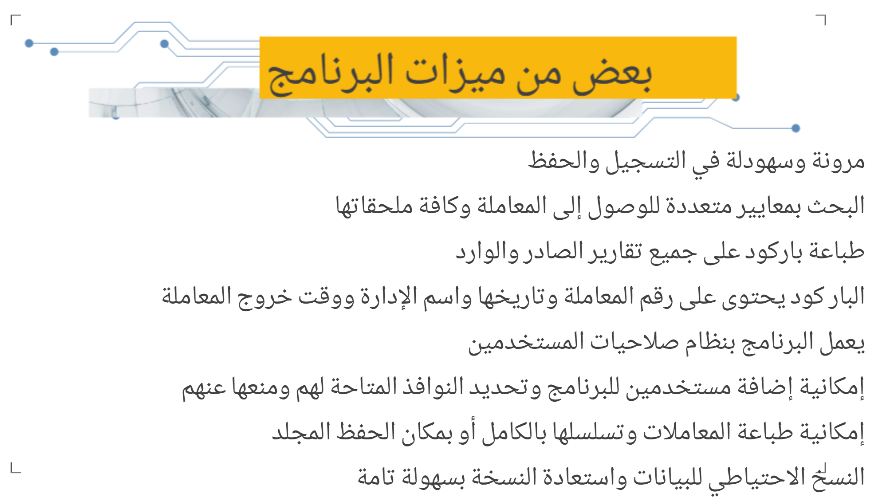 بعض من ميزات البرنامج
مرونة وسهودلة في التسجيل والحفظ
البحث بمعايير متعددة للوصول إلى المعاملة وكافة ملحقاتها
طباعة باركود على جميع تقارير الصادر والوارد
البار كود يحتوى على رقم المعاملة وتاريخها واسم الإدارة ووقت خروج المعاملة
يعمل البرنامج بنظام صلاحيات المستخدمين
إمكانية إضافة مستخدمين للبرنامج وتحديد النوافذ المتاحة لهم ومنعها عنهم
إمكانية طباعة المعاملات وتسلسلها بالكامل أو بمكان الحفظ المجلد
النسخ الاحتياطي للبيانات واستعادة النسخة بسهولة تامة